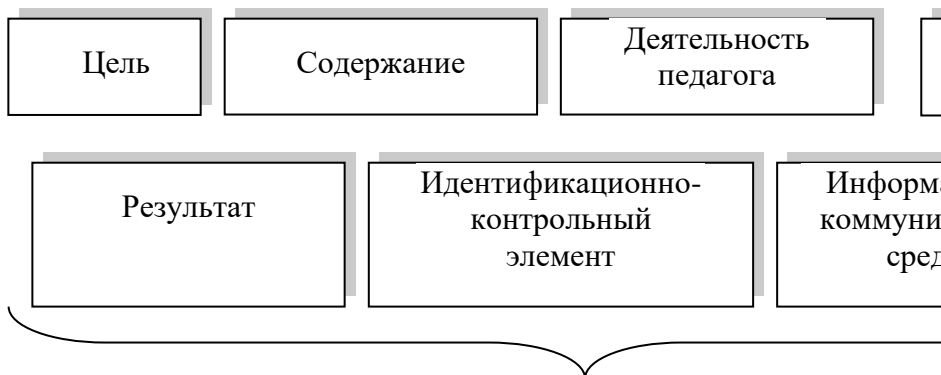 Цель
Содержание
Деятельность
педагога
Результат
Идентификационно-
контрольный
элемент